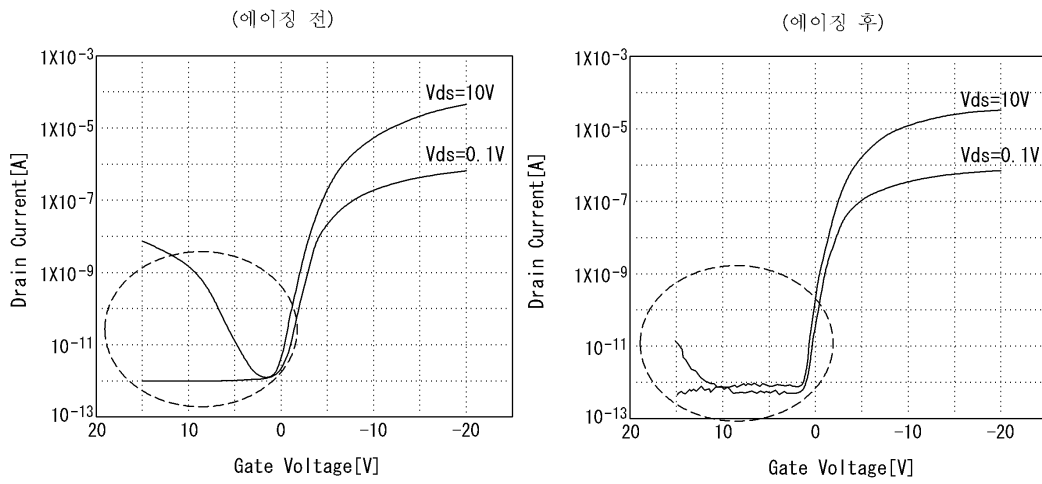 (에이징 전)
1X10⁻³
1X10⁻⁵
1X10⁻⁷
1X10⁻⁹
10⁻¹¹
10⁻¹³
Drain Current[A]
Vds=10V
Vds=0.1V
20 10 0 -10 -20
Gate Voltage[V]
(에이징 후)
1X10⁻³
1X10⁻⁵
1X10⁻⁷
1X10⁻⁹
10⁻¹¹
10⁻¹³
Drain Current[A]
Vds=10V
Vds=0.1V
20 10 0 -10 -20
Gate Voltage[V]